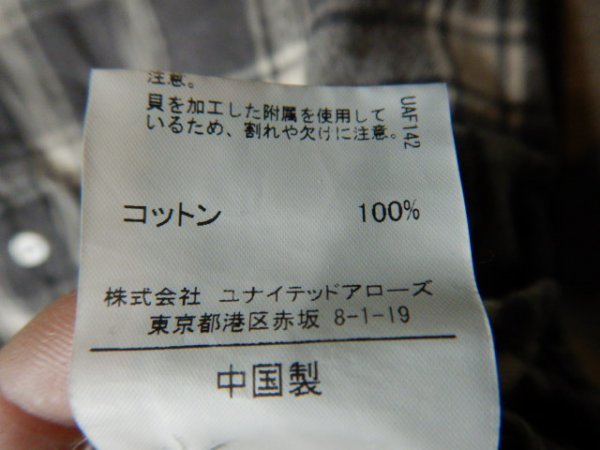 注意。
貝を加工した附属を使用して
いるため、割れや欠けに注意。
UAF142
コットン 100%
株式会社 ユナイテッドアローズ
東京都港区赤坂 8-1-19
中国製